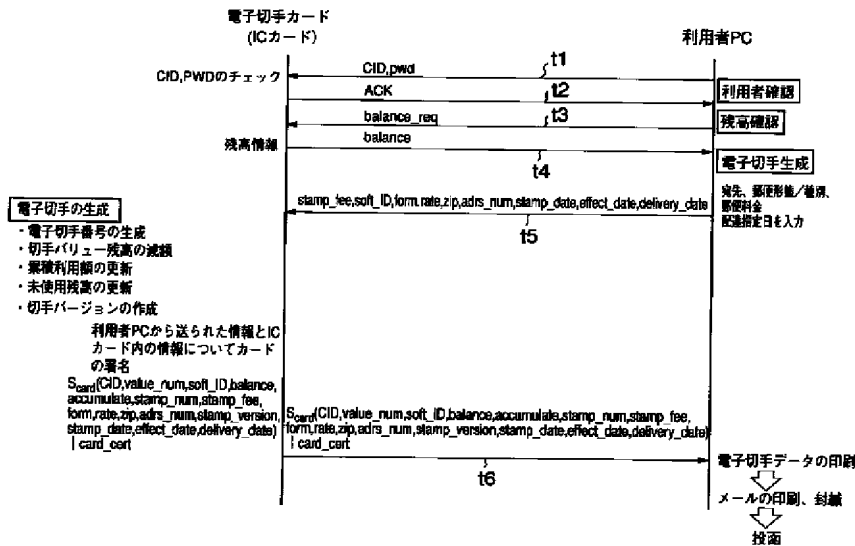 電子切手カード
(ICカード)
利用者PC
t1
CID,pwd
CID,PWDのチェック
ACK
t2
利用者確認
balance_req
t3
残高確認
残高情報
balance
t4
電子切手生成
宛先、郵便形態/種別、
郵便料金
配達指定日を入力
stamp_fee,soft_ID,form.rate,zip,adrs_num,stamp_date,effect_date,delivery_date
t5
電子切手の生成
・電子切手番号の生成
・切手バリュー残高の減額
・累積利用額の更新
・未使用残高の更新
・切手バージョンの作成
利用者PCから送られた情報とIC
カード内の情報についてカード
の署名
Scard(CID,value_num,soft_ID,balance,
accumulate,stamp_num,stamp_fee,
form,rate,zip,adrs_num,stamp_version,
stamp_date,effect_date,delivery_date)
| card_cert
Scard(CID,value_num,soft_ID,balance,accumulate,stamp_num,stamp_fee,
form,rate,zip,adrs_num,stamp_version,stamp_date,effect_date,delivery_date)
| card_cert
t6
電子切手データの印刷
メールの印刷、封緘
投函